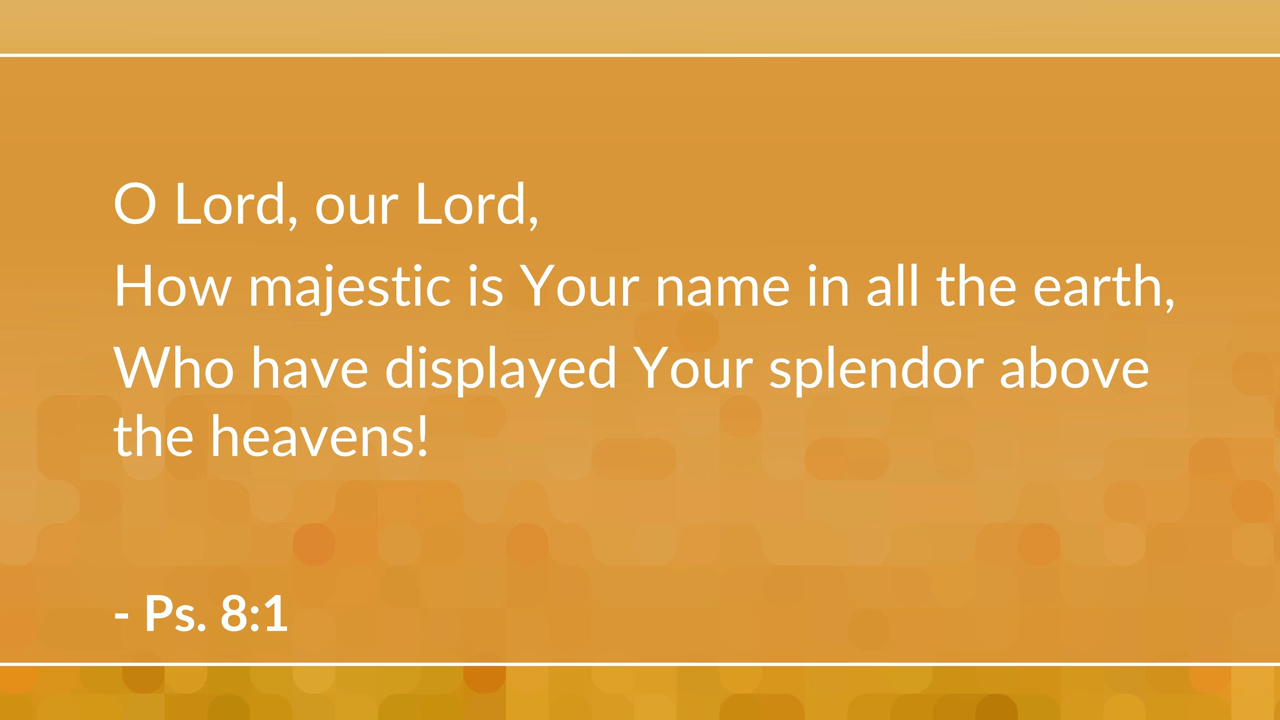 O Lord, our Lord,
How majestic is Your name in all the earth,
Who have displayed Your splendor above
the heavens!
- Ps. 8:1